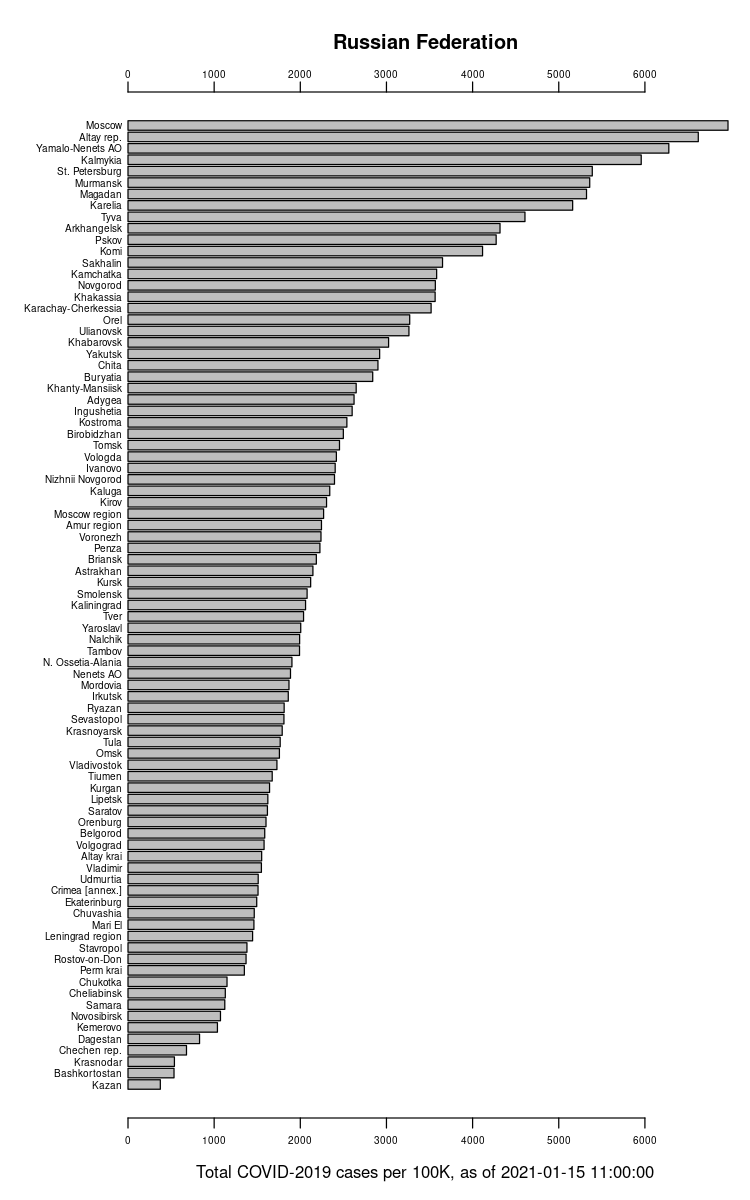 Russian Federation
0 1000 2000 3000 4000 5000 6000
Moscow
Altay rep.
Yamalo-Nenets AO
Kalmykia
St. Petersburg
Murmansk
Magadan
Karelia
Tyva
Arkhangelsk
Pskov
Komi
Sakhalin
Kamchatka
Novgorod
Khakassia
Karachay-Cherkessia
Orel
Ulianovsk
Khabarovsk
Yakutsk
Chita
Buryatia
Khanty-Mansiisk
Adygea
Ingushetia
Kostroma
Birobidzhan
Tomsk
Vologda
Ivanovo
Nizhnii Novgorod
Kaluga
Kirov
Moscow region
Amur region
Voronezh
Penza
Briansk
Astrakhan
Kursk
Smolensk
Kaliningrad
Tver
Yaroslavl
Nalchik
Tambov
N. Ossetia-Alania
Nenets AO
Mordovia
Irkutsk
Ryazan
Sevastopol
Krasnoyarsk
Tula
Omsk
Vladivostok
Tiumen
Kurgan
Lipetsk
Saratov
Orenburg
Belgorod
Volgograd
Altay krai
Vladimir
Udmurtia
Crimea [annex.]
Ekaterinburg
Chuvashia
Mari El
Leningrad region
Stavropol
Rostov-on-Don
Perm krai
Chukotka
Cheliabinsk
Samara
Novosibirsk
Kemerovo
Dagestan
Chechen rep.
Krasnodar
Bashkortostan
Kazan
0 1000 2000 3000 4000 5000 6000
Total COVID-2019 cases per 100K, as of 2021-01-15 11:00:00